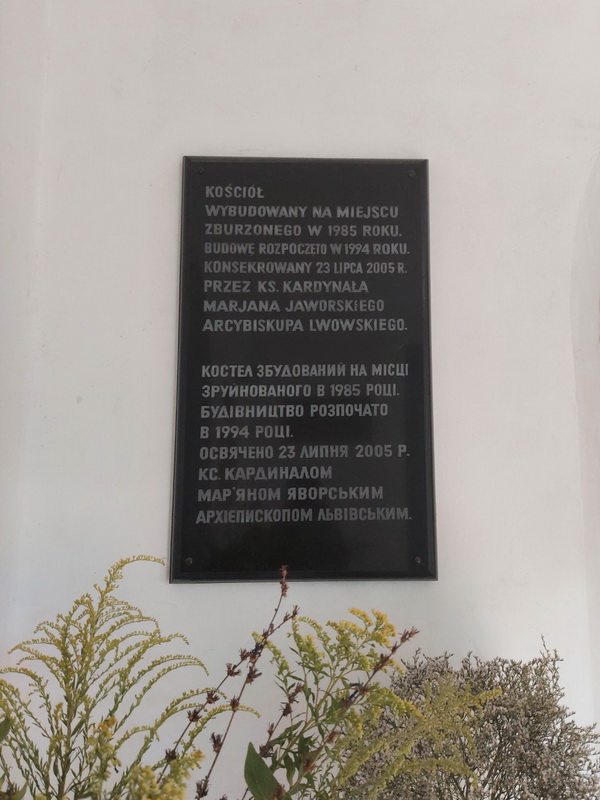 KOŚCIÓŁ
WYBUDOWANY NA MIEJSCU
ZBURZONEGO W 1985 ROKU.
BUDOWĘ ROZPOCZĘTO W 1994 ROKU.
KONSEKROWANY 23 LIPCA 2005 R.
PRZEZ KS. KARDYNAŁA
MARJANA JAWORSKIEGO
ARCYBISKUPA LWOWSKIEGO.
КОСТЕЛ ЗБУДОВАНИЙ НА МІСЦІ
ЗРУЙНОВАНОГО В 1985 РОЦІ.
БУДІВНИЦТВО РОЗПОЧАТО
В 1994 РОЦІ.
ОСВЯЧЕНО 23 ЛИПНЯ 2005 Р.
КС. КАРДИНАЛОМ
МАР'ЯНОМ ЯВОРСЬКИМ
АРХІЄПИСКОПОМ ЛЬВІВСЬКИМ.